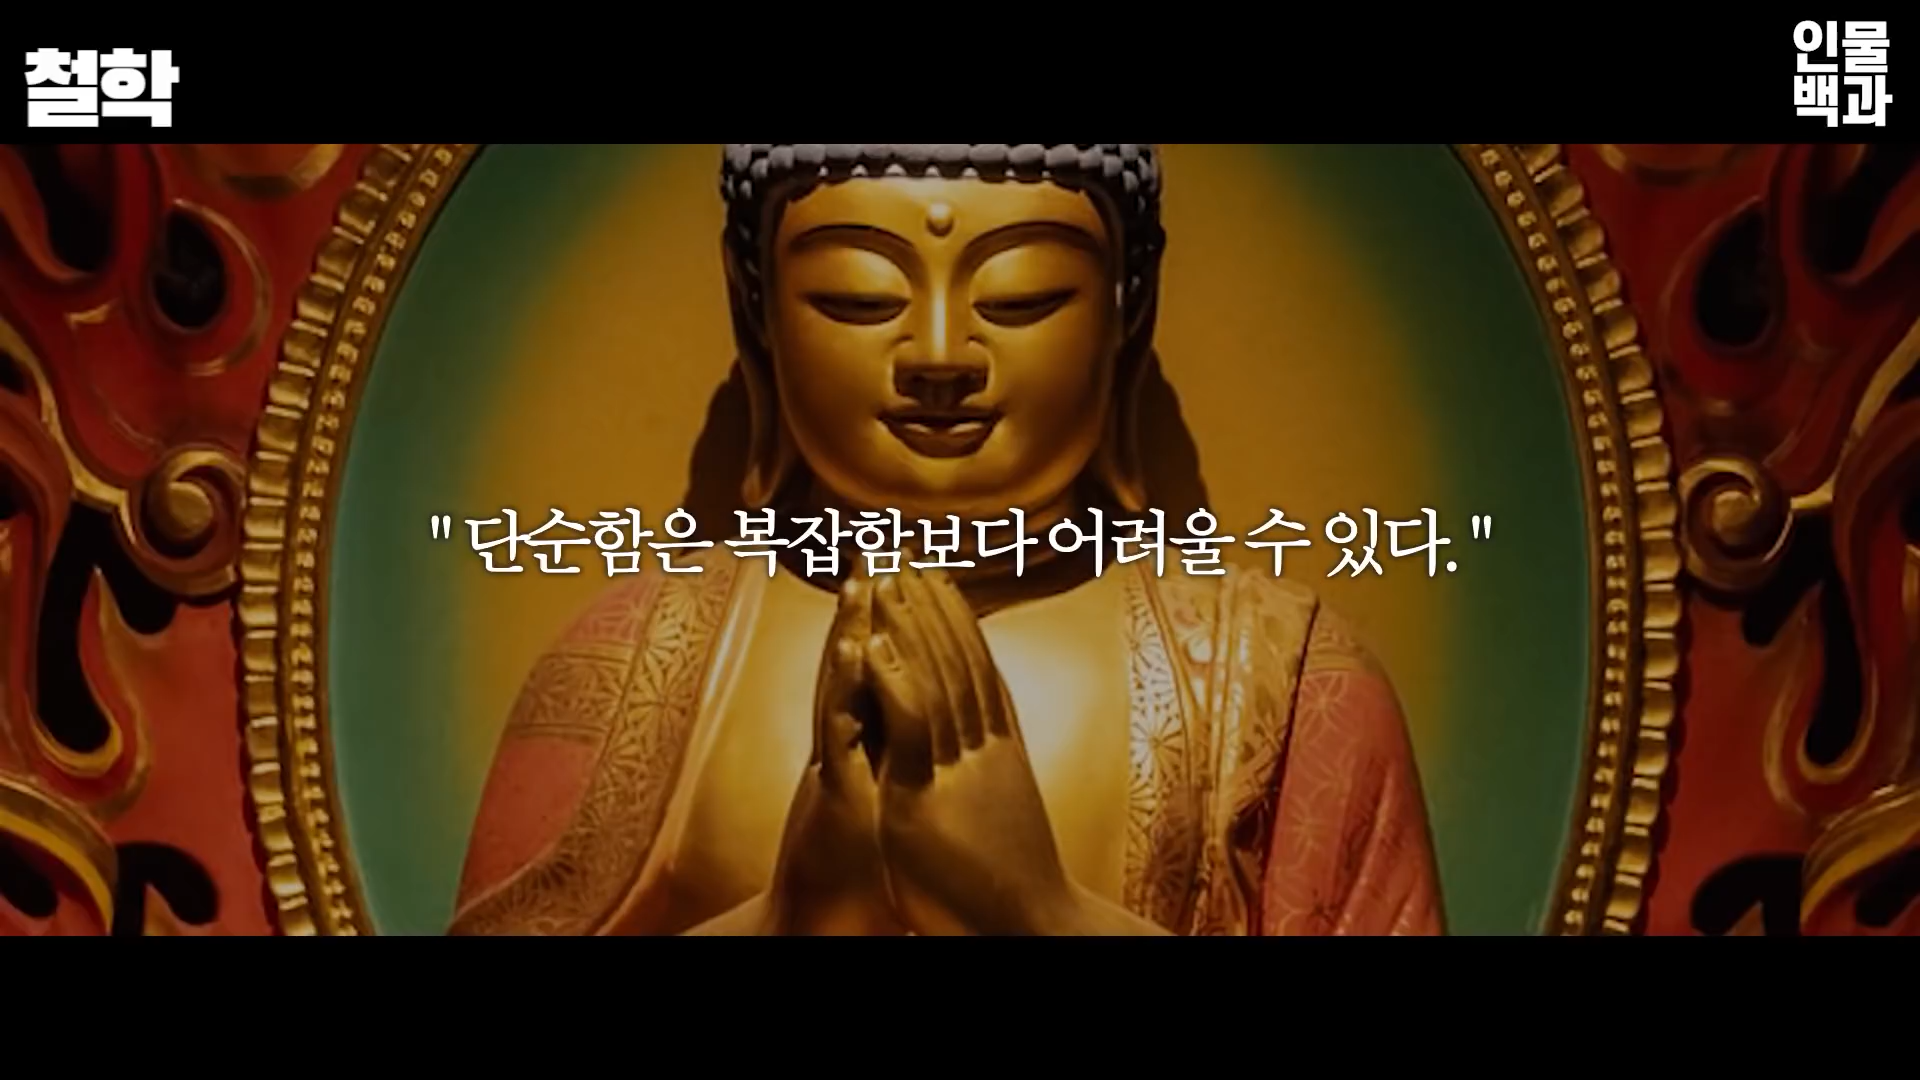 철학
인물
백과
" 단순함은 복잡함보다 어려울 수 있다. "